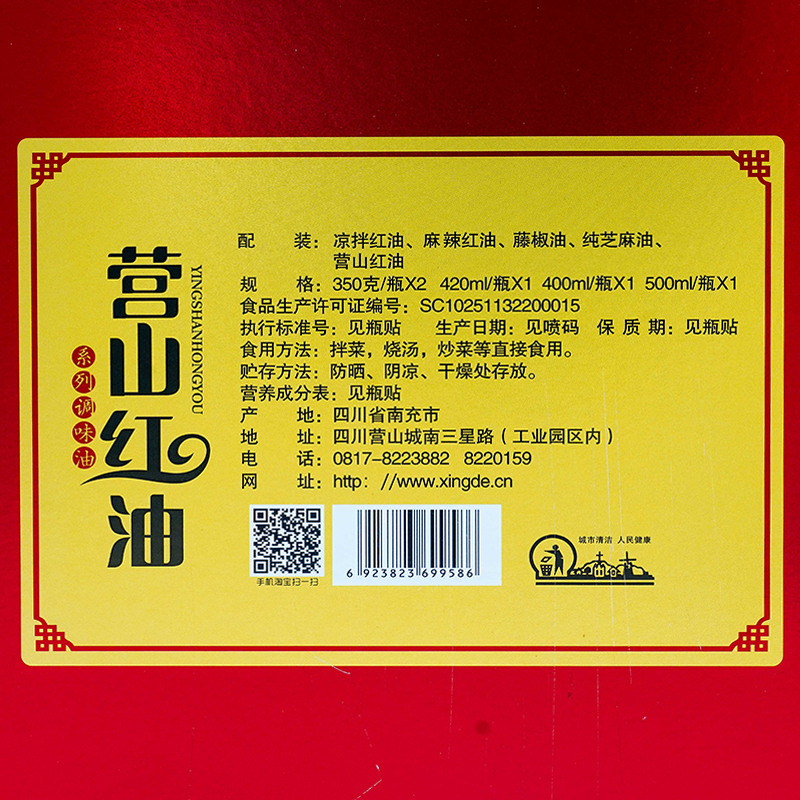 营山红油
YINGSHANHONGYOU
系列调味油
配 装：凉拌红油、麻辣红油、藤椒油、纯芝麻油、
营山红油
规 格：350克/瓶X2 420ml/瓶X1 400ml/瓶X1 500ml/瓶X1
食品生产许可证编号：SC10251132200015
执行标准号：见瓶贴 生产日期：见喷码 保 质 期：见瓶贴
食用方法：拌菜，烧汤，炒菜等直接食用。
贮存方法：防晒、阴凉、干燥处存放。
营养成分表：见瓶贴
产 地：四川省南充市
地 址：四川营山城南三星路（工业园区内）
电 话：0817-8223882 8220159
网 址：http: //www.xingde.cn
手机淘宝扫一扫
6 923823 699586
城市清洁 人民健康